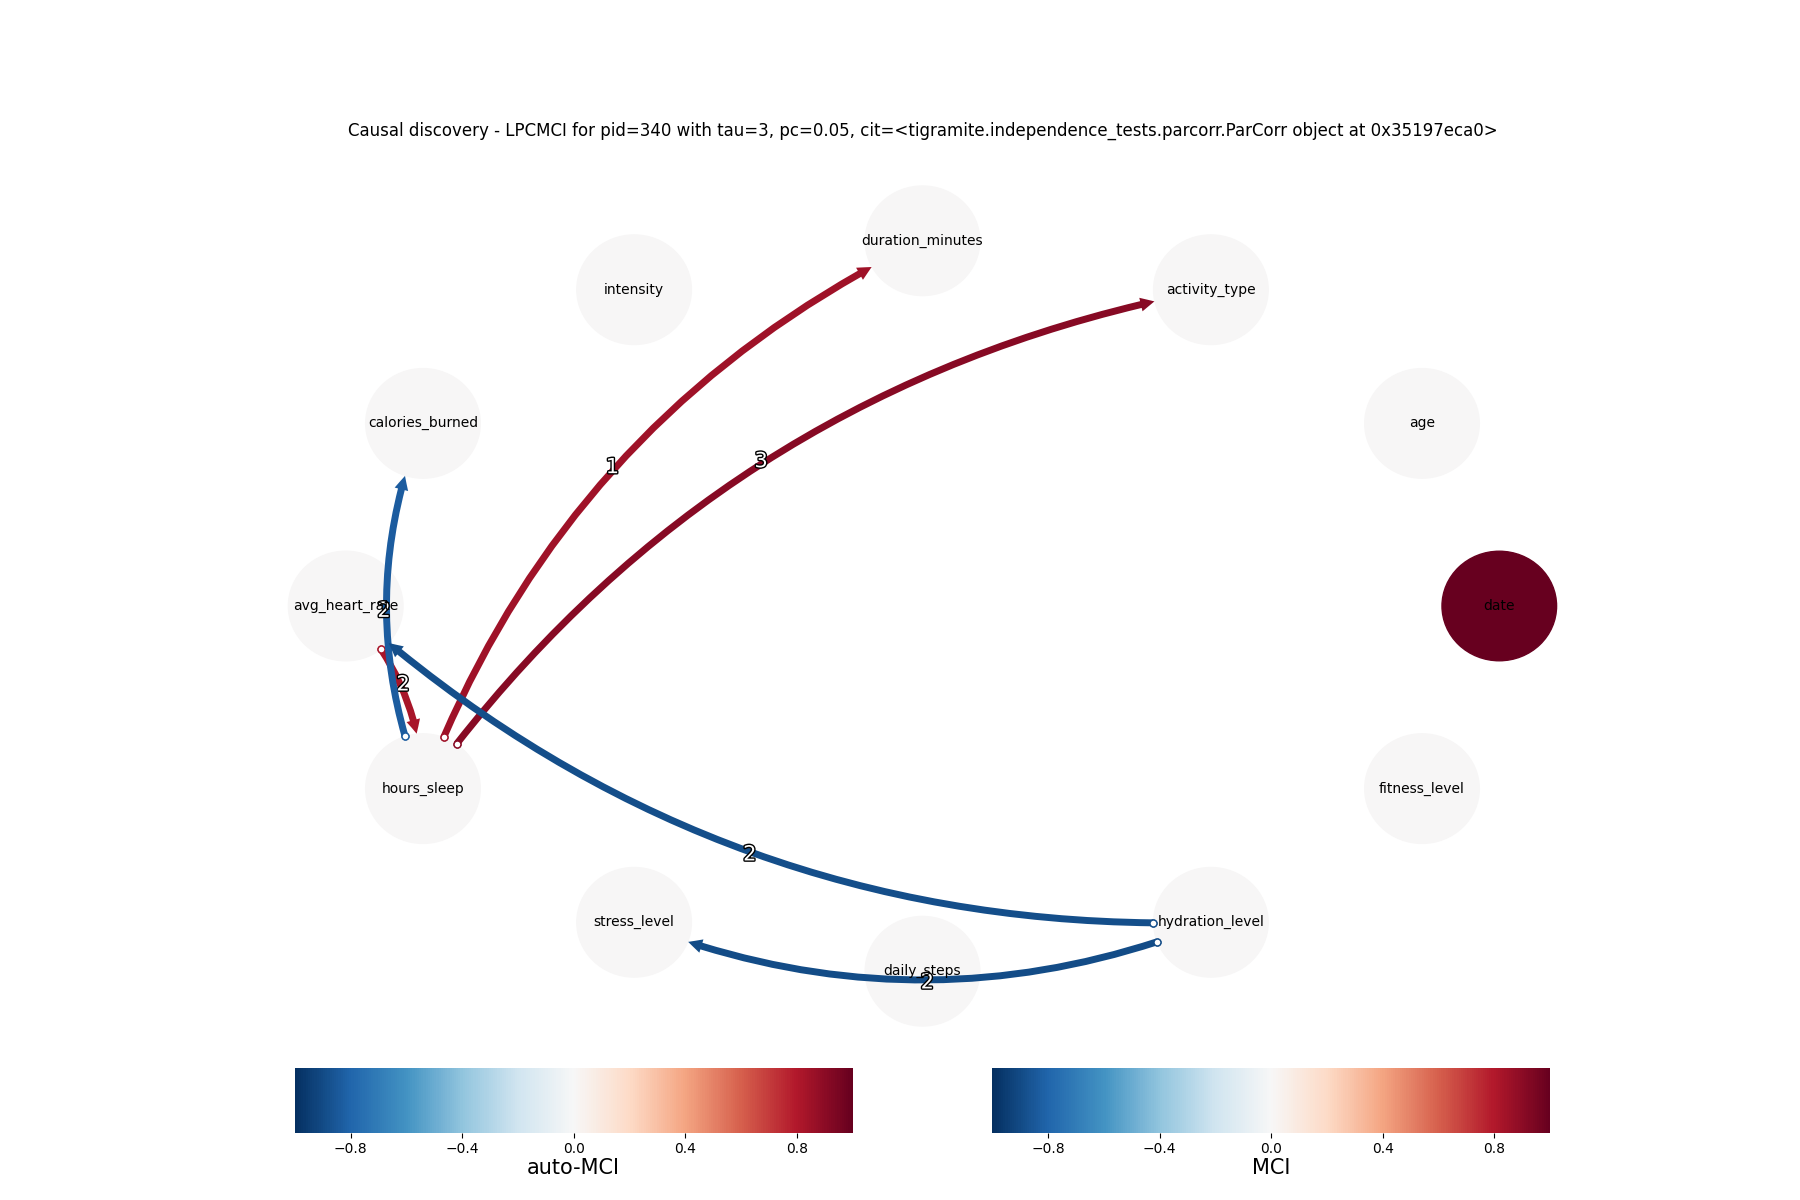 Causal discovery - LPCMCI for pid=340 with tau=3, pc=0.05, cit=<tigramite.independence_tests.parcorr.ParCorr object at 0x35197eca0>
duration_minutes
intensity
activity_type
calories_burned
age
1
3
avg_heart_rate
2
date
2
hours_sleep
fitness_level
2
stress_level
hydration_level
daily_steps
2
−0.8 −0.4 0.0 0.4 0.8
auto-MCI
−0.8 −0.4 0.0 0.4 0.8
MCI